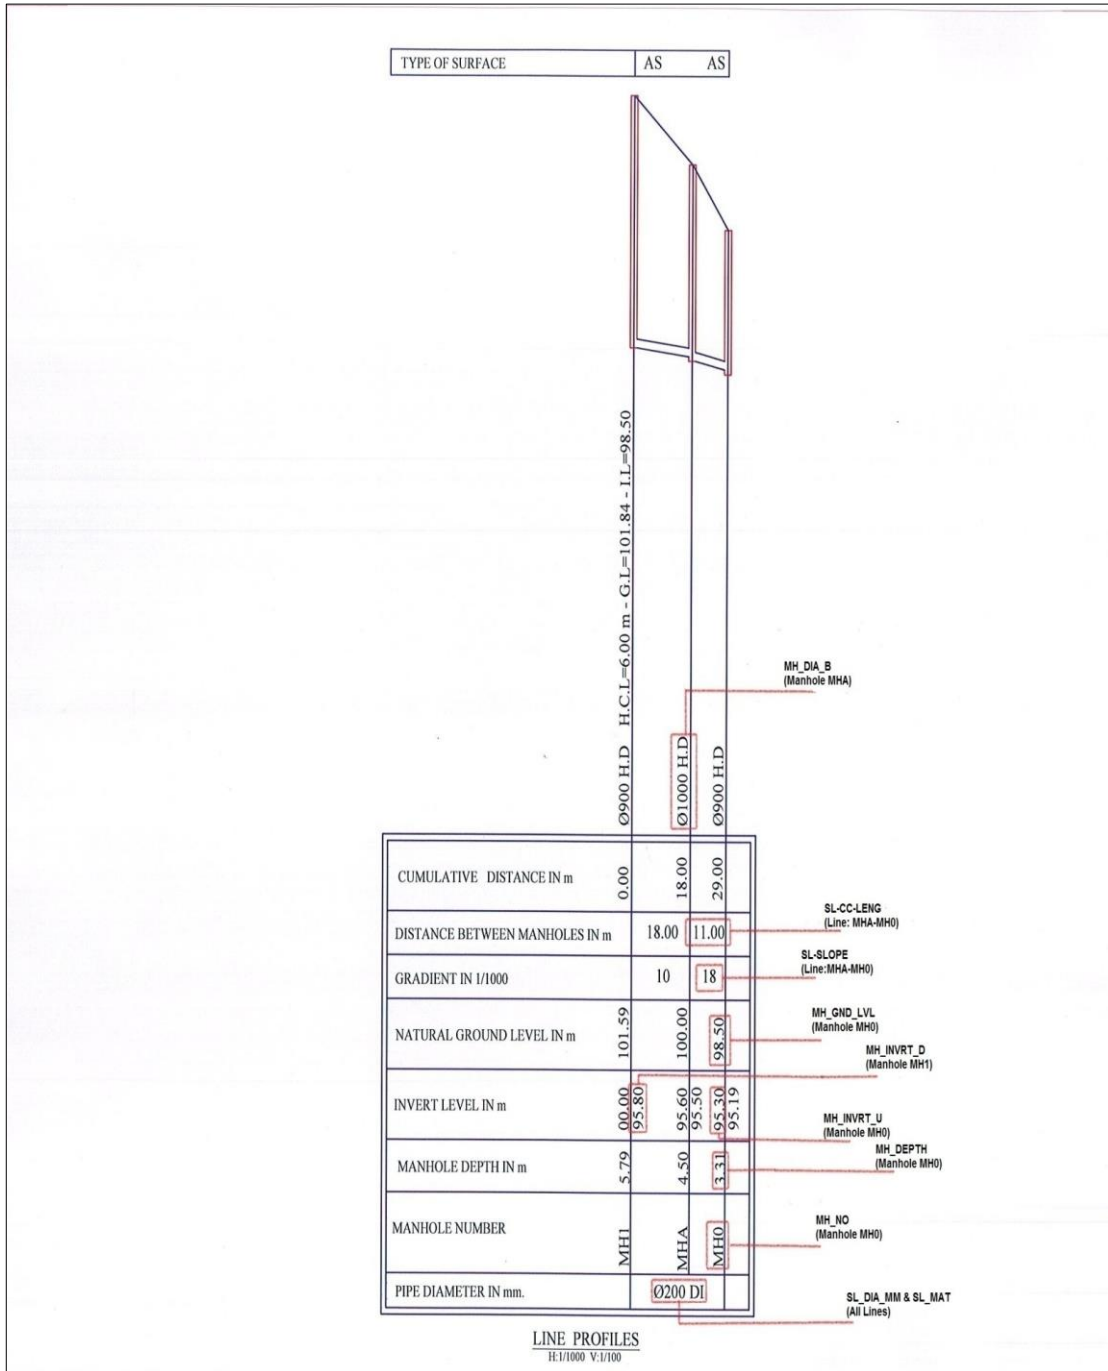 TYPE OF SURFACE AS AS
Ø900 H.D H.C.L=6.00 m - G.L=101.84 - I.L=98.50
Ø1000 H.D
Ø900 H.D
MH_DIA_B
(Manhole MHA)
CUMULATIVE DISTANCE IN m 0.00 18.00 29.00
DISTANCE BETWEEN MANHOLES IN m 18.00 11.00
SL-CC-LENG
(Line: MHA-MH0)
GRADIENT IN 1/1000 10 18
SL-SLOPE
(Line:MHA-MH0)
NATURAL GROUND LEVEL IN m 101.59 100.00 98.50
MH_GND_LVL
(Manhole MH0)
MH_INVRT_D
(Manhole MH1)
INVERT LEVEL IN m 00.00 95.80 95.60 95.50 95.30 95.19
MH_INVRT_U
(Manhole MH0)
MANHOLE DEPTH IN m 5.79 4.50 3.31
MH_DEPTH
(Manhole MH0)
MANHOLE NUMBER MH1 MHA MH0
MH_NO
(Manhole MH0)
PIPE DIAMETER IN mm. Ø200 DI
SL_DIA_MM & SL_MAT
(All Lines)
LINE PROFILES
H:1/1000 V:1/100